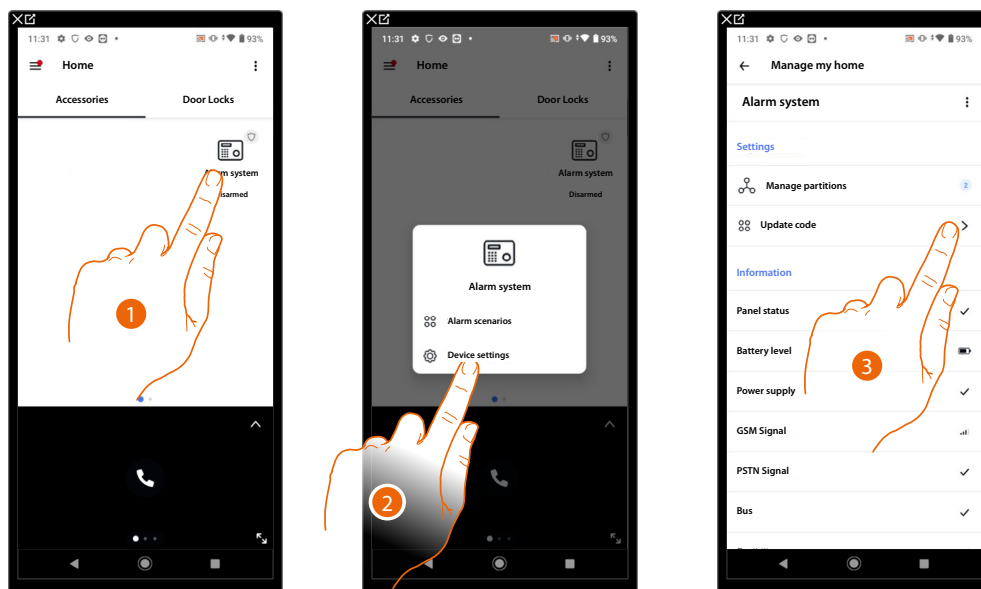 11:31 93%
Home
Accessories Door Locks
Alarm system
Disarmed
1
11:31 93%
Home
Accessories Door Locks
Alarm system
Disarmed
Alarm system
Alarm scenarios
Device settings
2
11:31 93%
Manage my home
Alarm system
Settings
Manage partitions 2
Update code
Information
Panel status
Battery level
3
Power supply
GSM Signal
PSTN Signal
Bus